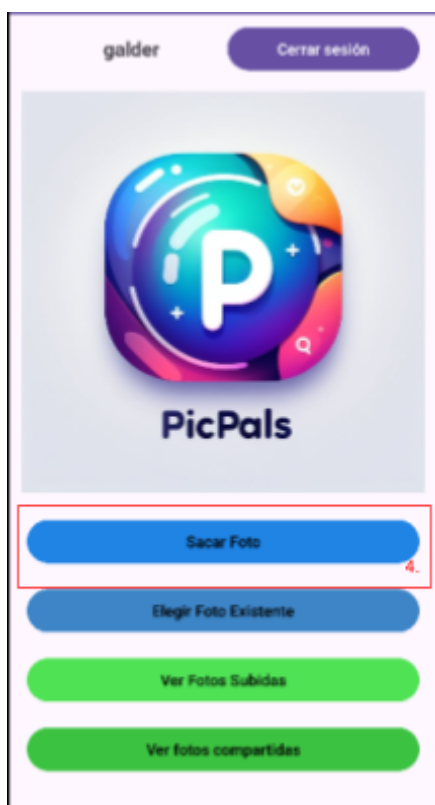 galder
Cerrar sesión
P
PicPals
Sacar Foto
4.
Elegir Foto Existente
Ver Fotos Subidas
Ver fotos compartidas